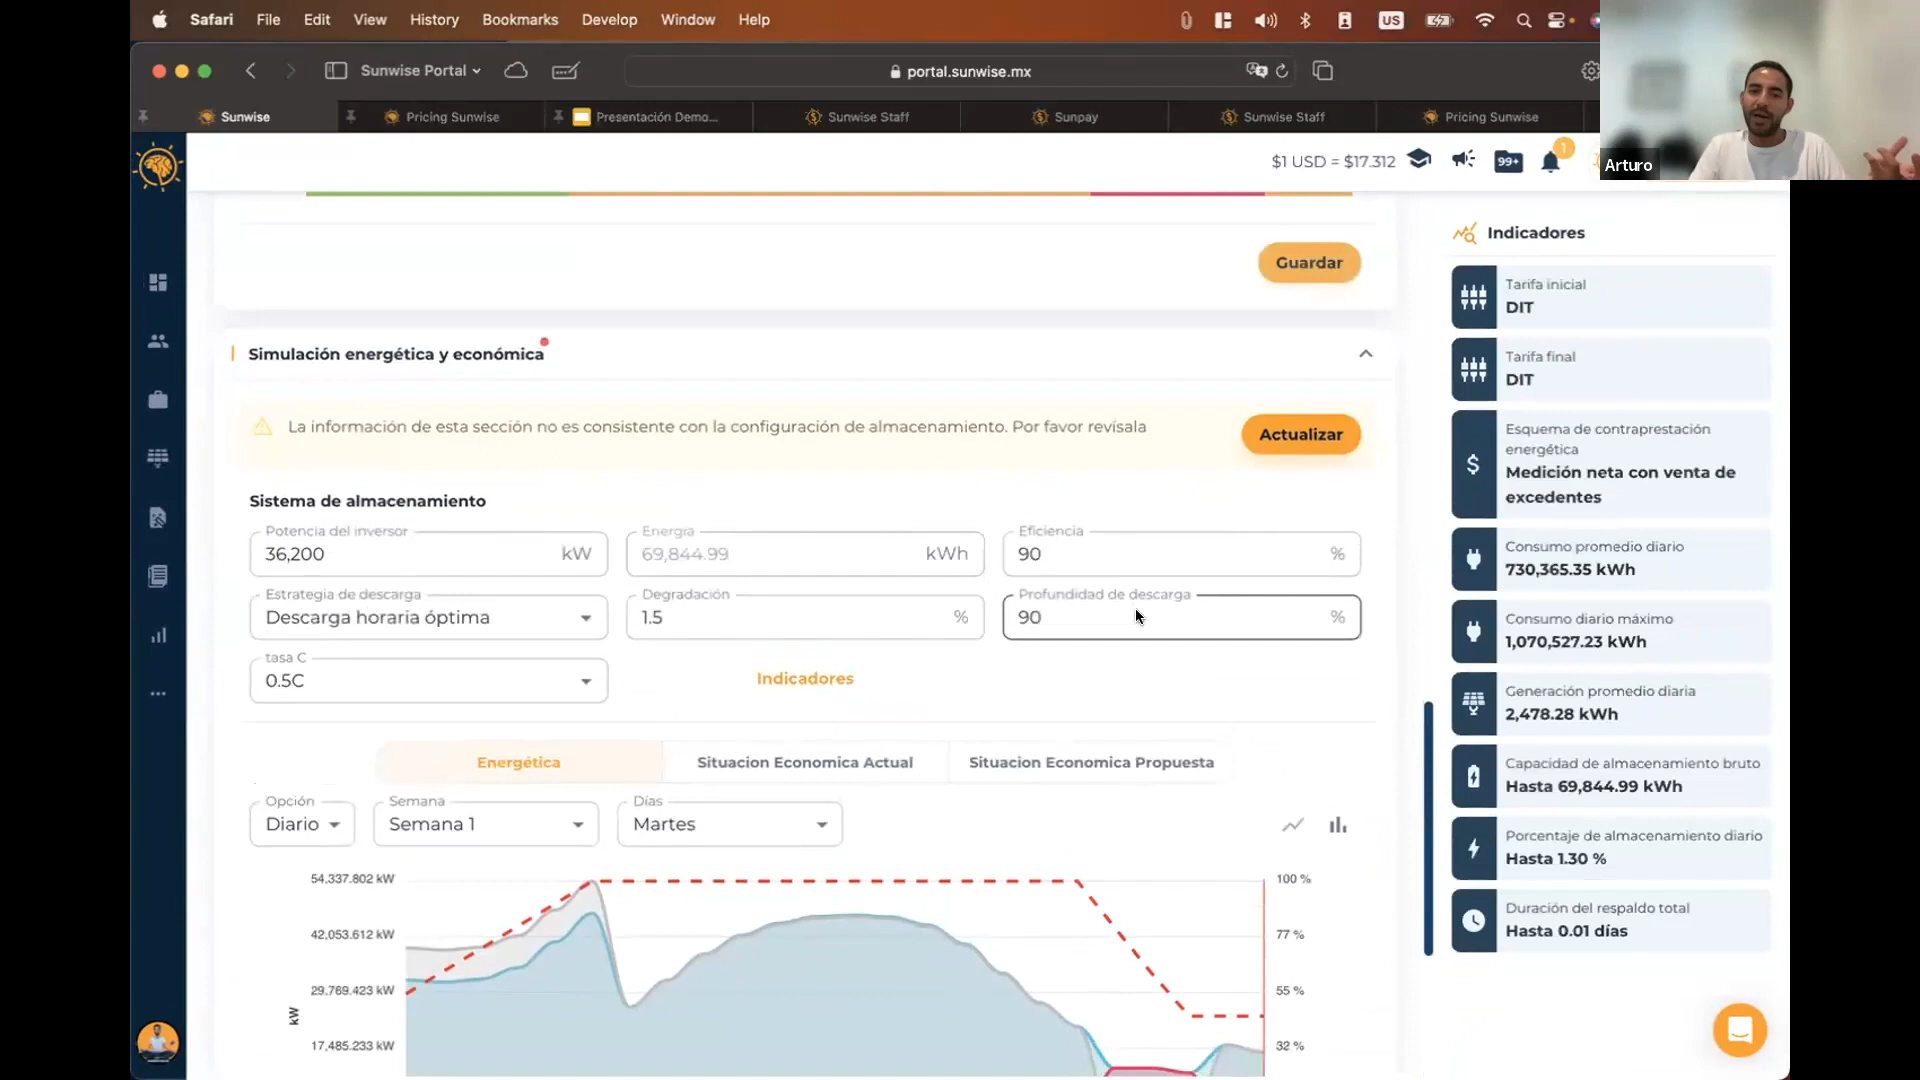 Safari File Edit View History Bookmarks Develop Window Help US
Sunwise Portal portal.sunwise.mx
Sunwise Pricing Sunwise Presentación Demo... Sunwise Staff Sunpay Sunwise Staff Pricing Sunwise
Arturo
$1 USD = $17.312 99+ 1
Guardar
Simulación energética y económica
La información de esta sección no es consistente con la configuración de almacenamiento. Por favor revísala
Actualizar
Sistema de almacenamiento
Potencia del inversor
36,200 kW
Energía
69,844.99 kWh
Eficiencia
90 %
Estrategia de descarga
Descarga horaria óptima
Degradación
1.5 %
Profundidad de descarga
90 %
tasa C
0.5C
Indicadores
Energética Situacion Economica Actual Situacion Economica Propuesta
Opción
Diario
Semana
Semana 1
Días
Martes
54,337.802 kW 100 %
42,053.612 kW 77 %
29,769.423 kW 55 %
kW
17,485.233 kW 32 %
Indicadores
Tarifa inicial
DIT
Tarifa final
DIT
Esquema de contraprestación
energética
Medición neta con venta de
excedentes
Consumo promedio diario
730,365.35 kWh
Consumo diario máximo
1,070,527.23 kWh
Generación promedio diaria
2,478.28 kWh
Capacidad de almacenamiento bruto
Hasta 69,844.99 kWh
Porcentaje de almacenamiento diario
Hasta 1.30 %
Duración del respaldo total
Hasta 0.01 días